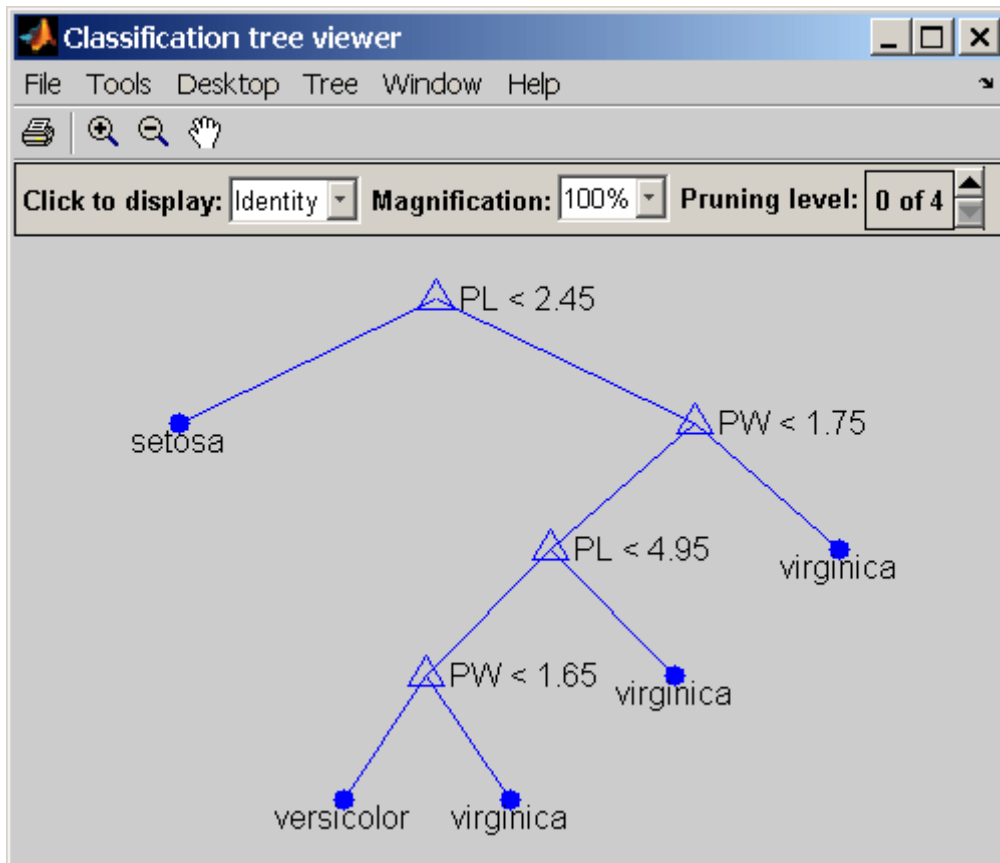 Classification tree viewer
File Tools Desktop Tree Window Help
Click to display: Identity Magnification: 100% Pruning level: 0 of 4
PL < 2.45
setosa
PW < 1.75
PL < 4.95
virginica
PW < 1.65
virginica
versicolor virginica